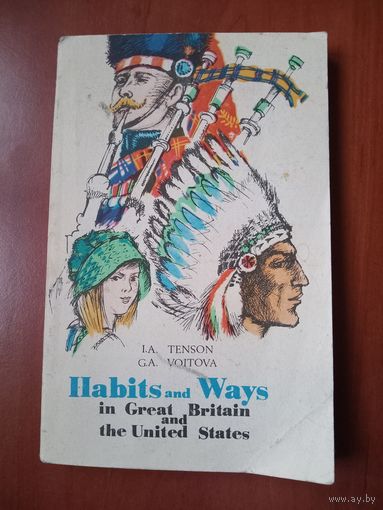 I.A. TENSON
G.A. VOITOVA
Habits and Ways
in Great Britain
and
the United States
www.ay.by